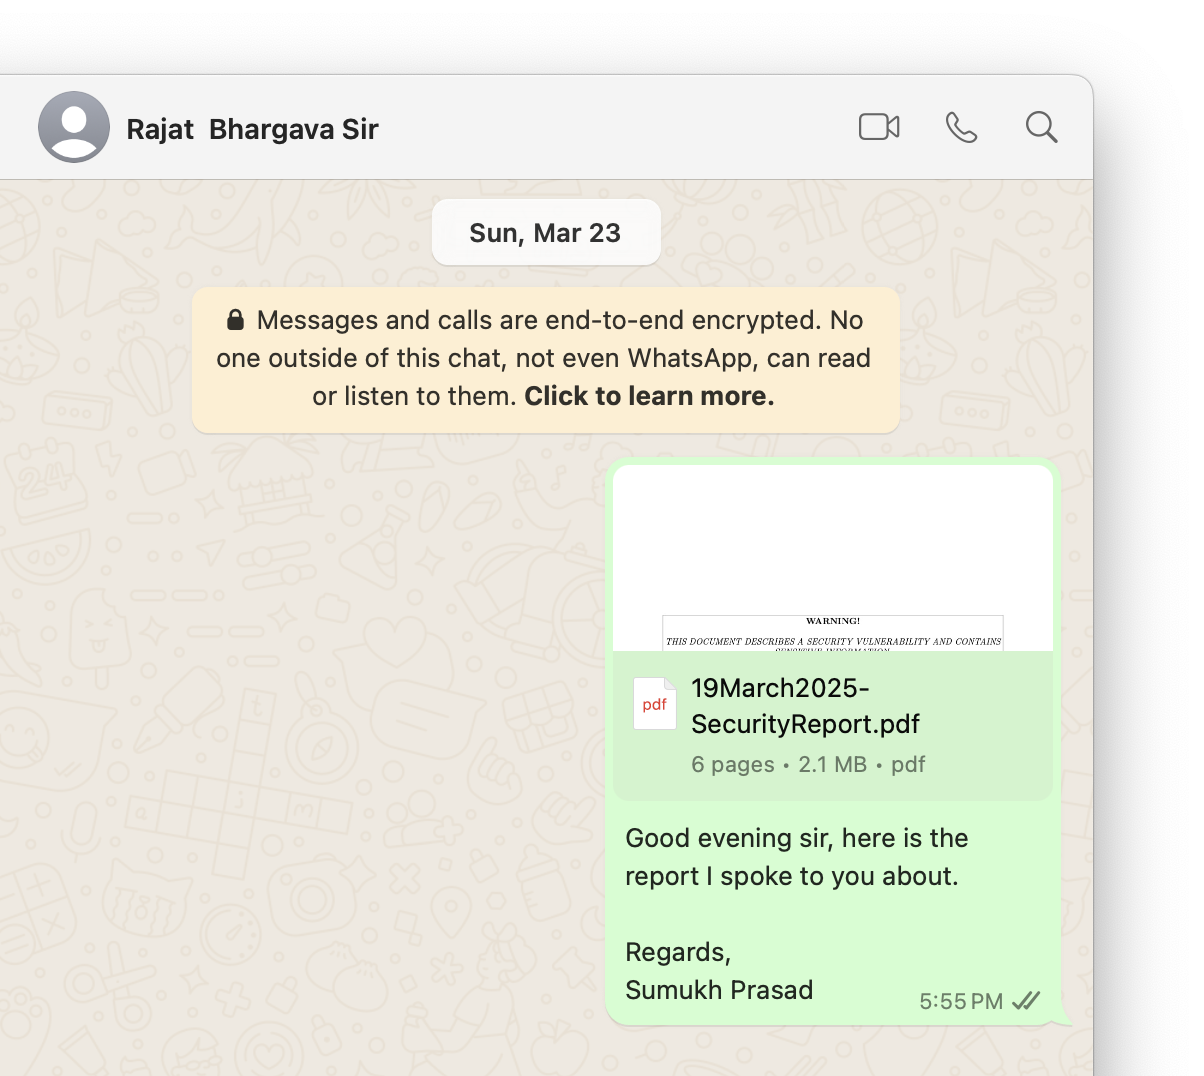 Rajat  Bhargava Sir
Sun, Mar 23
Messages and calls are end-to-end encrypted. No
one outside of this chat, not even WhatsApp, can read
or listen to them. Click to learn more.
WARNING!
THIS DOCUMENT DESCRIBES A SECURITY VULNERABILITY AND CONTAINS
SENSITIVE INFORMATION
pdf
19March2025-
SecurityReport.pdf
6 pages • 2.1 MB • pdf
Good evening sir, here is the
report I spoke to you about.
Regards,
Sumukh Prasad
5:55 PM